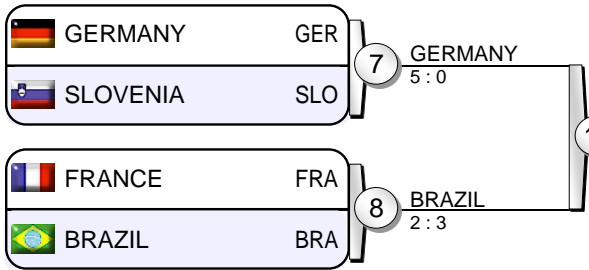 GERMANY GER
7
GERMANY
5 : 0
SLOVENIA SLO
FRANCE FRA
8
BRAZIL
2 : 3
BRAZIL BRA